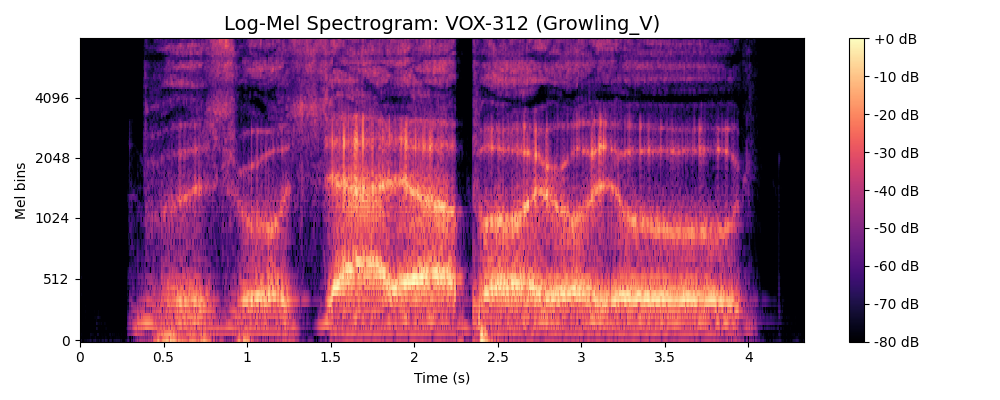 Log-Mel Spectrogram: VOX-312 (Growling_V)
+0 dB
-10 dB
-20 dB
-30 dB
-40 dB
-50 dB
-60 dB
-70 dB
-80 dB
Mel bins
4096
2048
1024
512
0
0 0.5 1 1.5 2 2.5 3 3.5 4
Time (s)